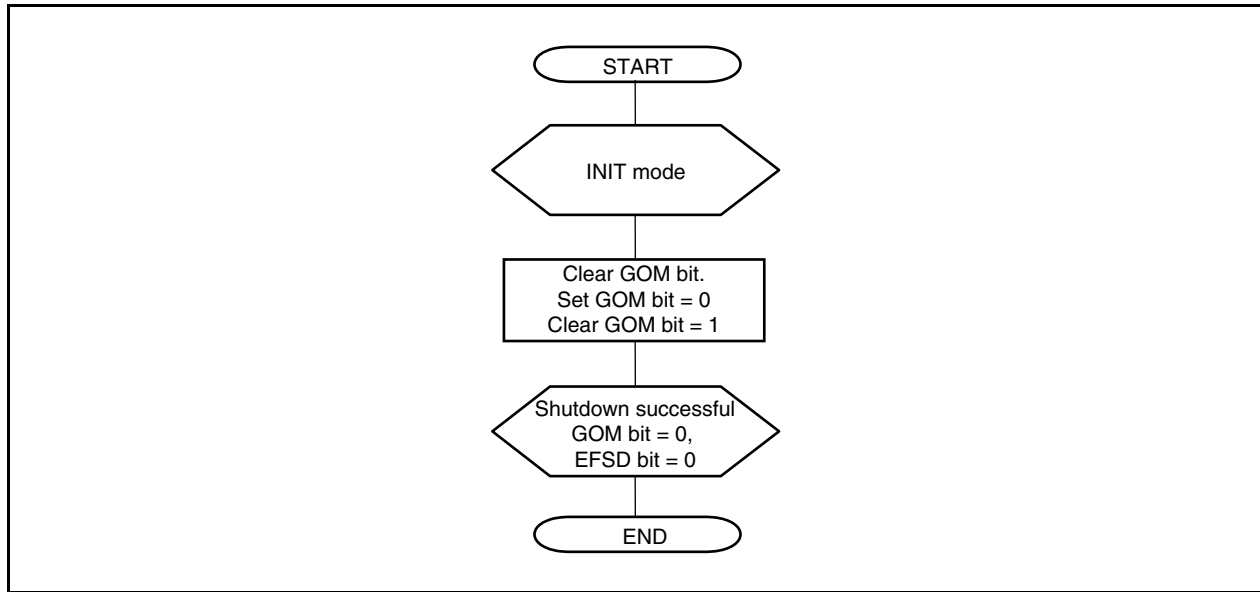 START
INIT mode
Clear GOM bit.
Set GOM bit = 0
Clear GOM bit = 1
Shutdown successful
GOM bit = 0,
EFSD bit = 0
END